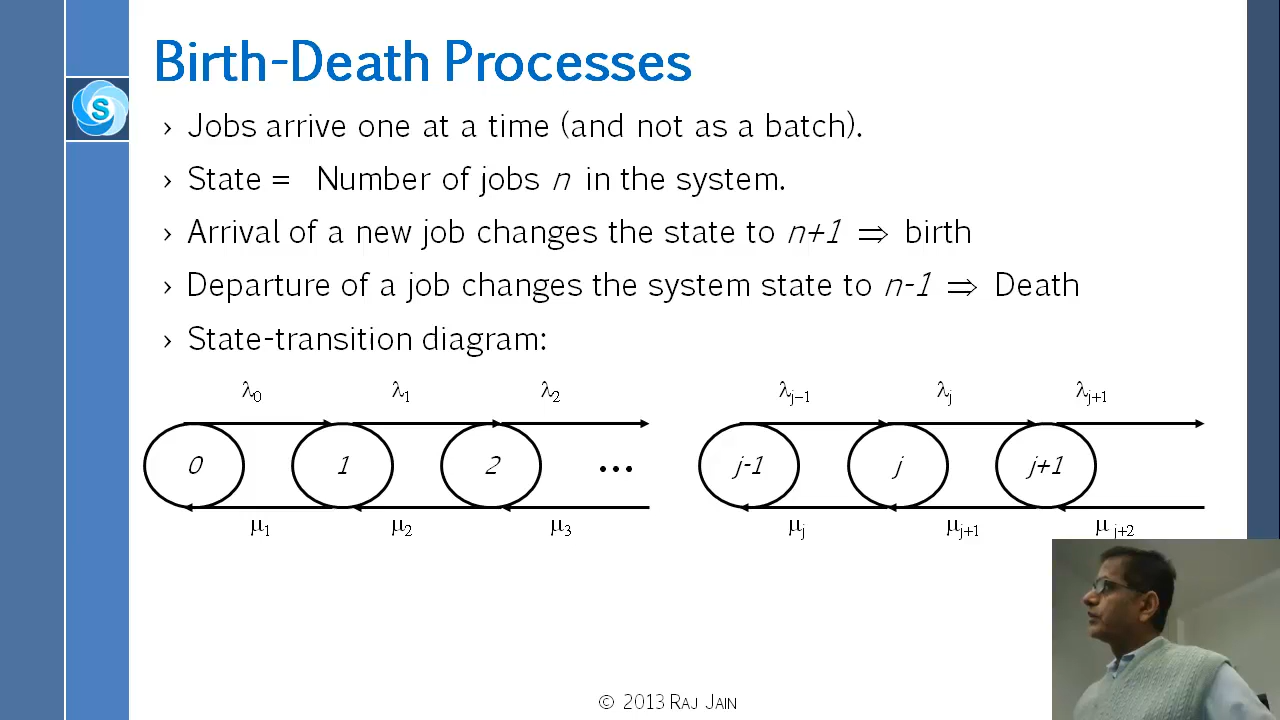 Birth-Death Processes
› Jobs arrive one at a time (and not as a batch).
› State = Number of jobs n in the system.
› Arrival of a new job changes the state to n+1 ⇒ birth
› Departure of a job changes the system state to n-1 ⇒ Death
› State-transition diagram:
λ0 λ1 λ2 λj−1 λj λj+1
0 1 2 ... j-1 j j+1
μ1 μ2 μ3 μj μj+1 μ j+2
© 2013 RAJ JAIN
S